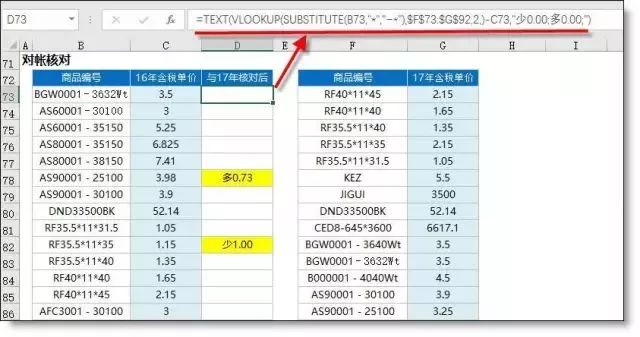 D73 =TEXT(VLOOKUP(SUBSTITUTE(B73,"*","~*"),$F$73:$G$92,2,)-C73,"少0.00;多0.00;")
B C D E F G
71 对帐核对
72 商品编号 16年含税单价 与17年核对后 商品编号 17年含税单价
73 BGW0001-3632Wt 3.5 RF40*11*45 2.15
74 AS60001-30100 3 RF40*11*40 1.65
75 AS60001 - 35150 5.25 RF35.5*11*40 1.35
76 AS80001 - 35150 6.825 RF35.5*11*35 2.15
77 AS80001 - 38150 7.41 RF35.5*11*31.5 1.05
78 AS90001 - 25100 3.98 多0.73 KEZ 5.5
79 AS90001 - 30100 3.9 JIGUI 3500
80 DND33500BK 52.14 DND33500BK 52.14
81 RF35.5*11*31.5 1.05 CED8-645*3600 6617.1
82 RF35.5*11*35 1.15 少1.00 BGW0001 - 3640Wt 3.5
83 RF35.5*11*40 1.35 BGW0001-3632Wt 3.5
84 RF40*11*40 1.65 B000001 - 4040Wt 4.5
85 RF40*11*45 2.15 AS90001 - 30100 3.9
86 AFC3001 - 30100 3 AS90001 - 25100 3.25